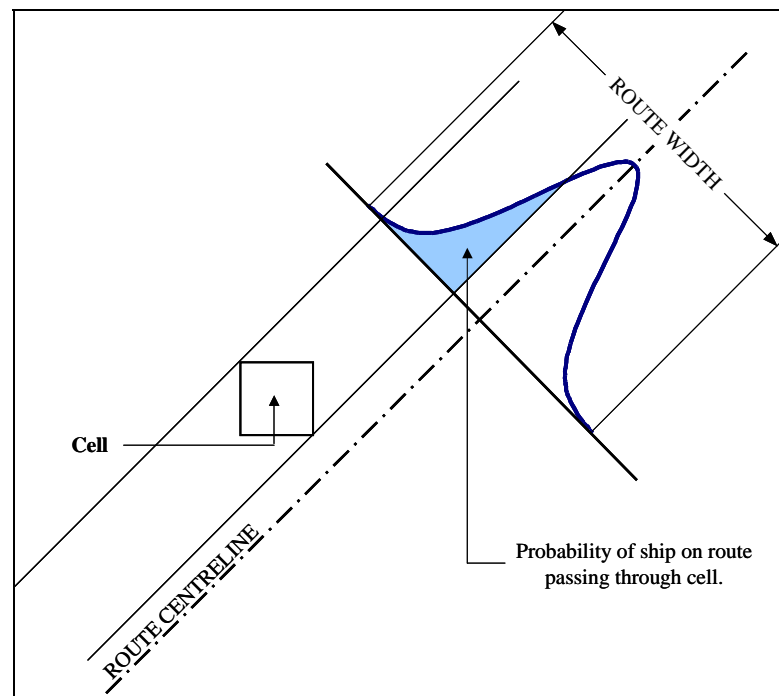 ROUTE WIDTH
Cell
Probability of ship on route
passing through cell.
ROUTE CENTRELINE